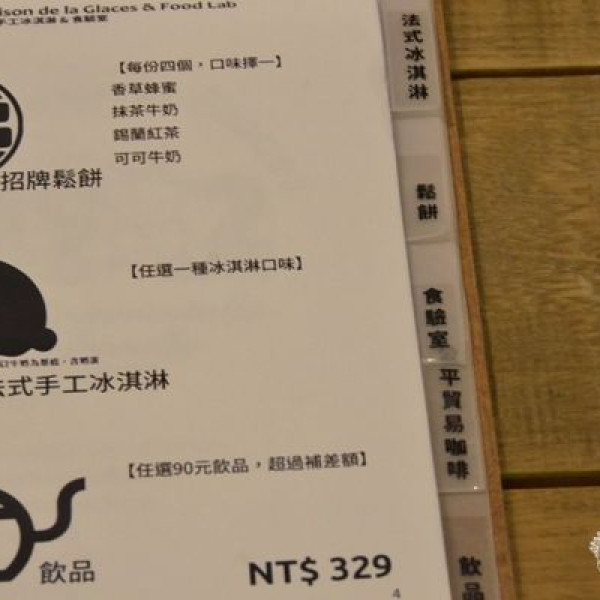 ison de la Glaces & Food Lab
手工冰淇淋 & 食驗室
【每份四個，口味擇一】
香草蜂蜜
抹茶牛奶
錫蘭紅茶
可可牛奶
招牌鬆餅
【任選一種冰淇淋口味】
法式手工冰淇淋
【任選90元飲品，超過補差額】
飲品
NT$ 329
4
法式冰淇淋
鬆餅
食驗室
平貿易咖啡
飲品